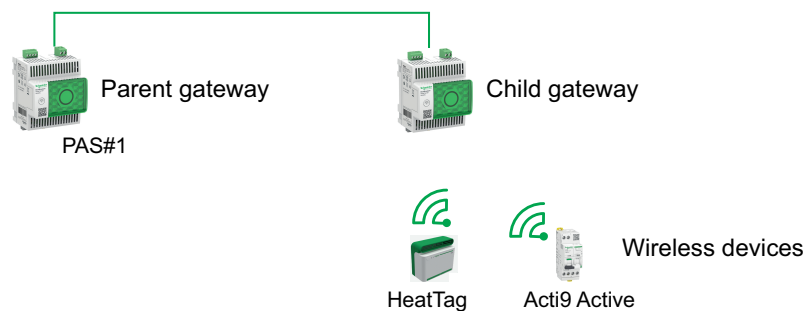 Parent gateway
Child gateway
PAS#1
Wireless devices
HeatTag
Acti9 Active